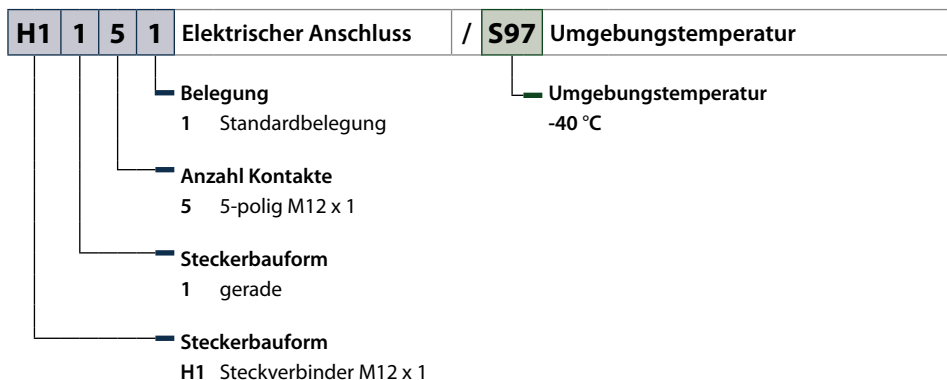 H1 1 5 1 Elektrischer Anschluss / S97 Umgebungstemperatur
Belegung
1 Standardbelegung
Umgebungstemperatur
-40 °C
Anzahl Kontakte
5 5-polig M12 x 1
Steckerbauform
1 gerade
Steckerbauform
H1 Steckverbinder M12 x 1